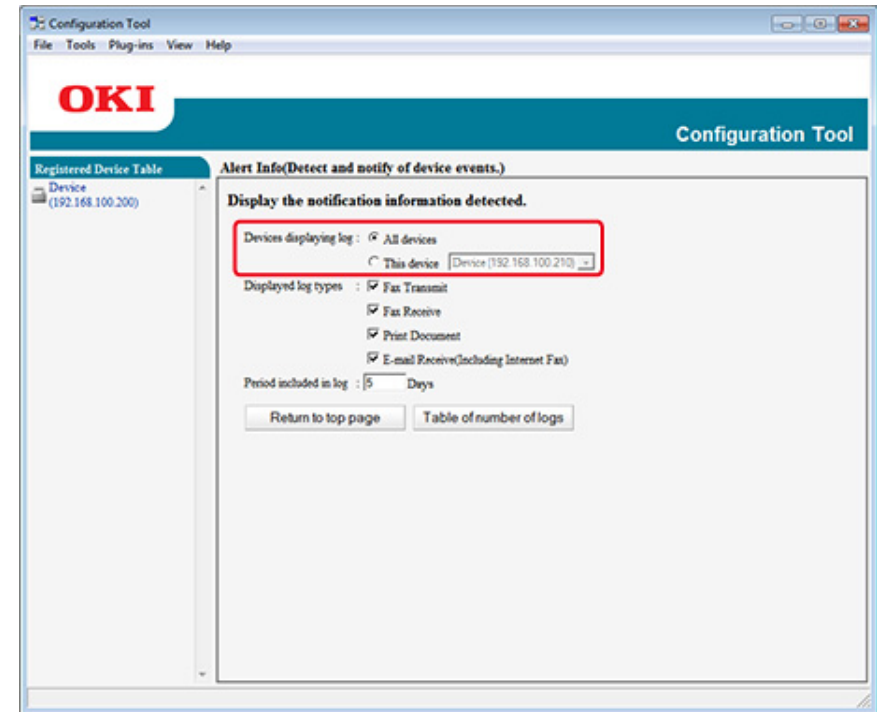 Configuration Tool
File Tools Plug-ins View Help
OKI
Configuration Tool
Registered Device Table
Device
(192.168.100.200)
Alert Info(Detect and notify of device events.)
Display the notification information detected.
Devices displaying log : All devices
This device Device (192.168.100.210)
Displayed log types : Fax Transmit
Fax Receive
Print Document
E-mail Receive(Including Internet Fax)
Period included in log : 5 Days
Return to top page Table of number of logs